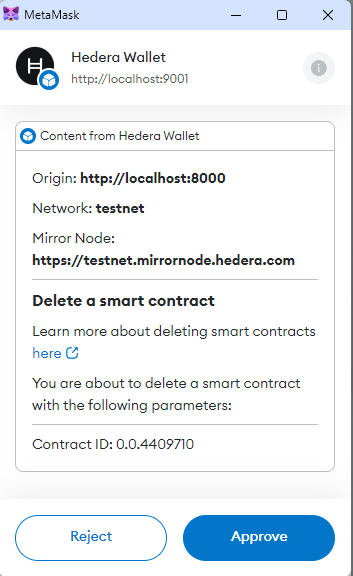 MetaMask
Hedera Wallet
http://localhost:9001
Content from Hedera Wallet
Origin: http://localhost:8000
Network: testnet
Mirror Node:
https://testnet.mirrornode.hedera.com
Delete a smart contract
Learn more about deleting smart contracts
here
You are about to delete a smart contract
with the following parameters:
Contract ID: 0.0.4409710
Reject
Approve